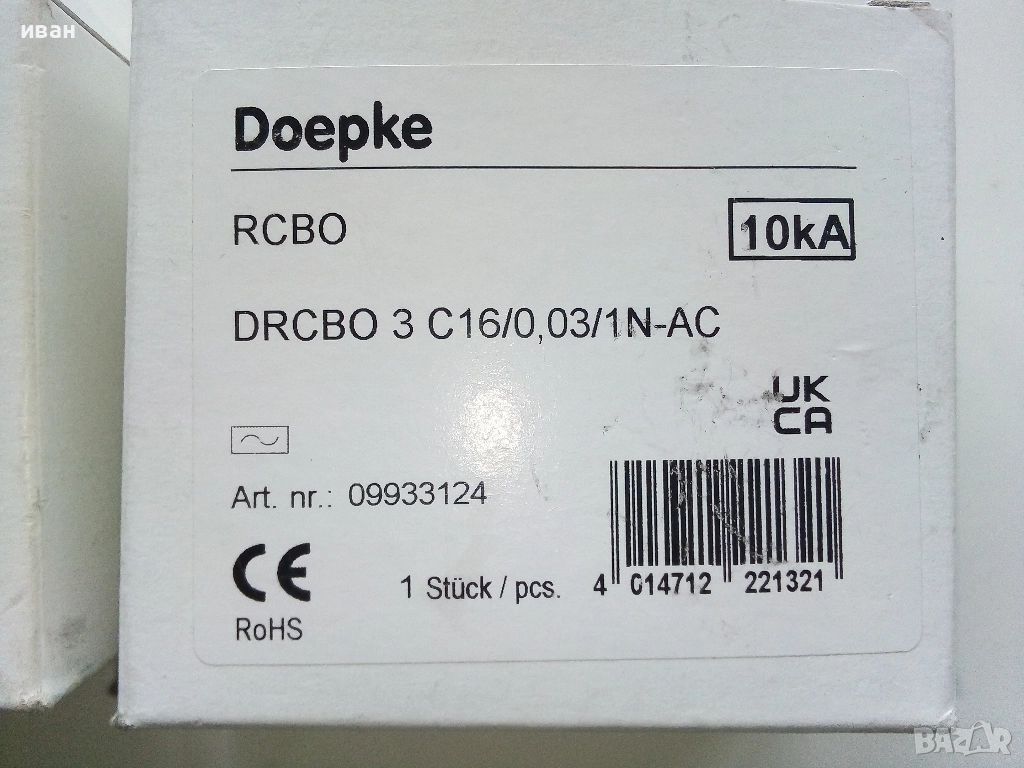 иван
Doepke
RCBO
10kA
DRCBO 3 C16/0,03/1N-AC
UK
CA
Art. nr.: 09933124
CE
1 Stück / pcs.
4 014712 221321
RoHS
BAZAR